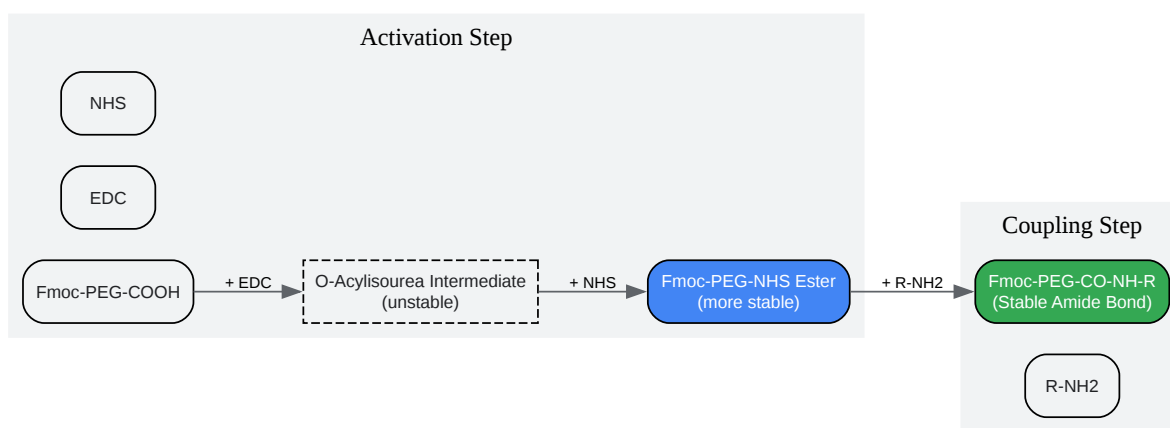 Activation Step
NHS
EDC
Fmoc-PEG-COOH
+ EDC
O-Acylisourea Intermediate
(unstable)
+ NHS
Fmoc-PEG-NHS Ester
(more stable)
+ R-NH2
Coupling Step
Fmoc-PEG-CO-NH-R
(Stable Amide Bond)
R-NH2